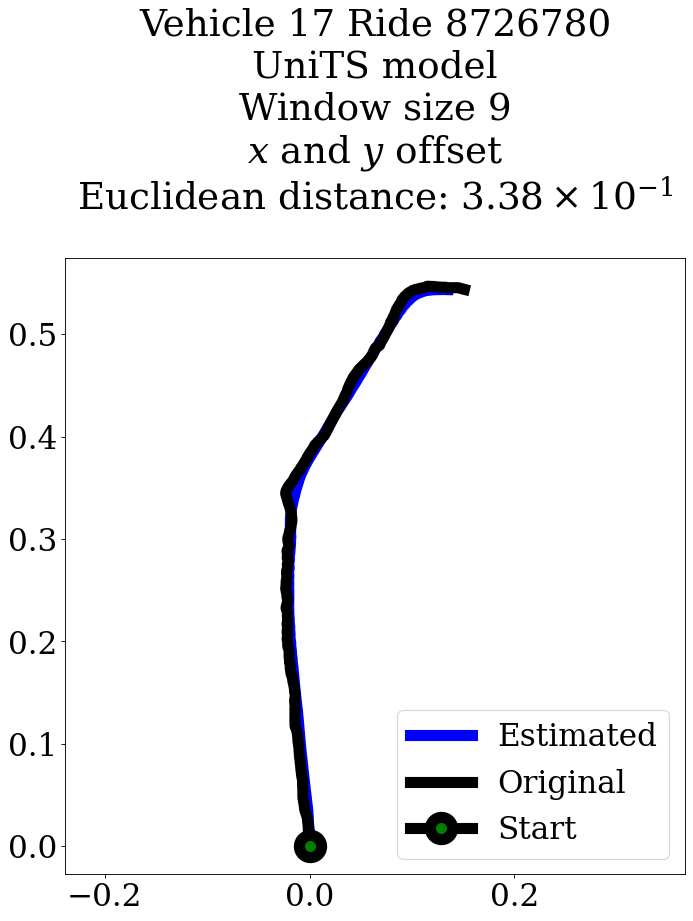 Vehicle 17 Ride 8726780
UniTS model
Window size 9
x and y offset
Euclidean distance: 3.38 × 10⁻¹
0.5
0.4
0.3
0.2
0.1
0.0
−0.2
0.0
0.2
Estimated
Original
Start